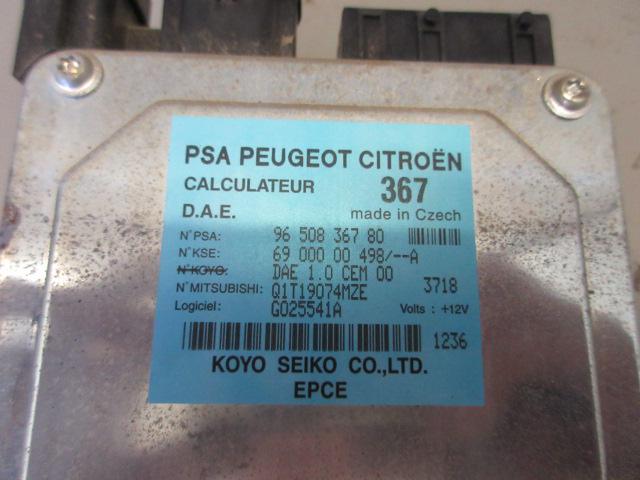 PSA PEUGEOT CITROËN
CALCULATEUR 367
D.A.E. made in Czech
N°PSA: 96 508 367 80
N°KSE: 69 000 00 498/--A
N°KOYO: DAE 1.0 CEM 00
N°MITSUBISHI: Q1T19074MZE 3718
Logiciel: G025541A Volts : +12V
1236
KOYO SEIKO CO.,LTD.
EPCE